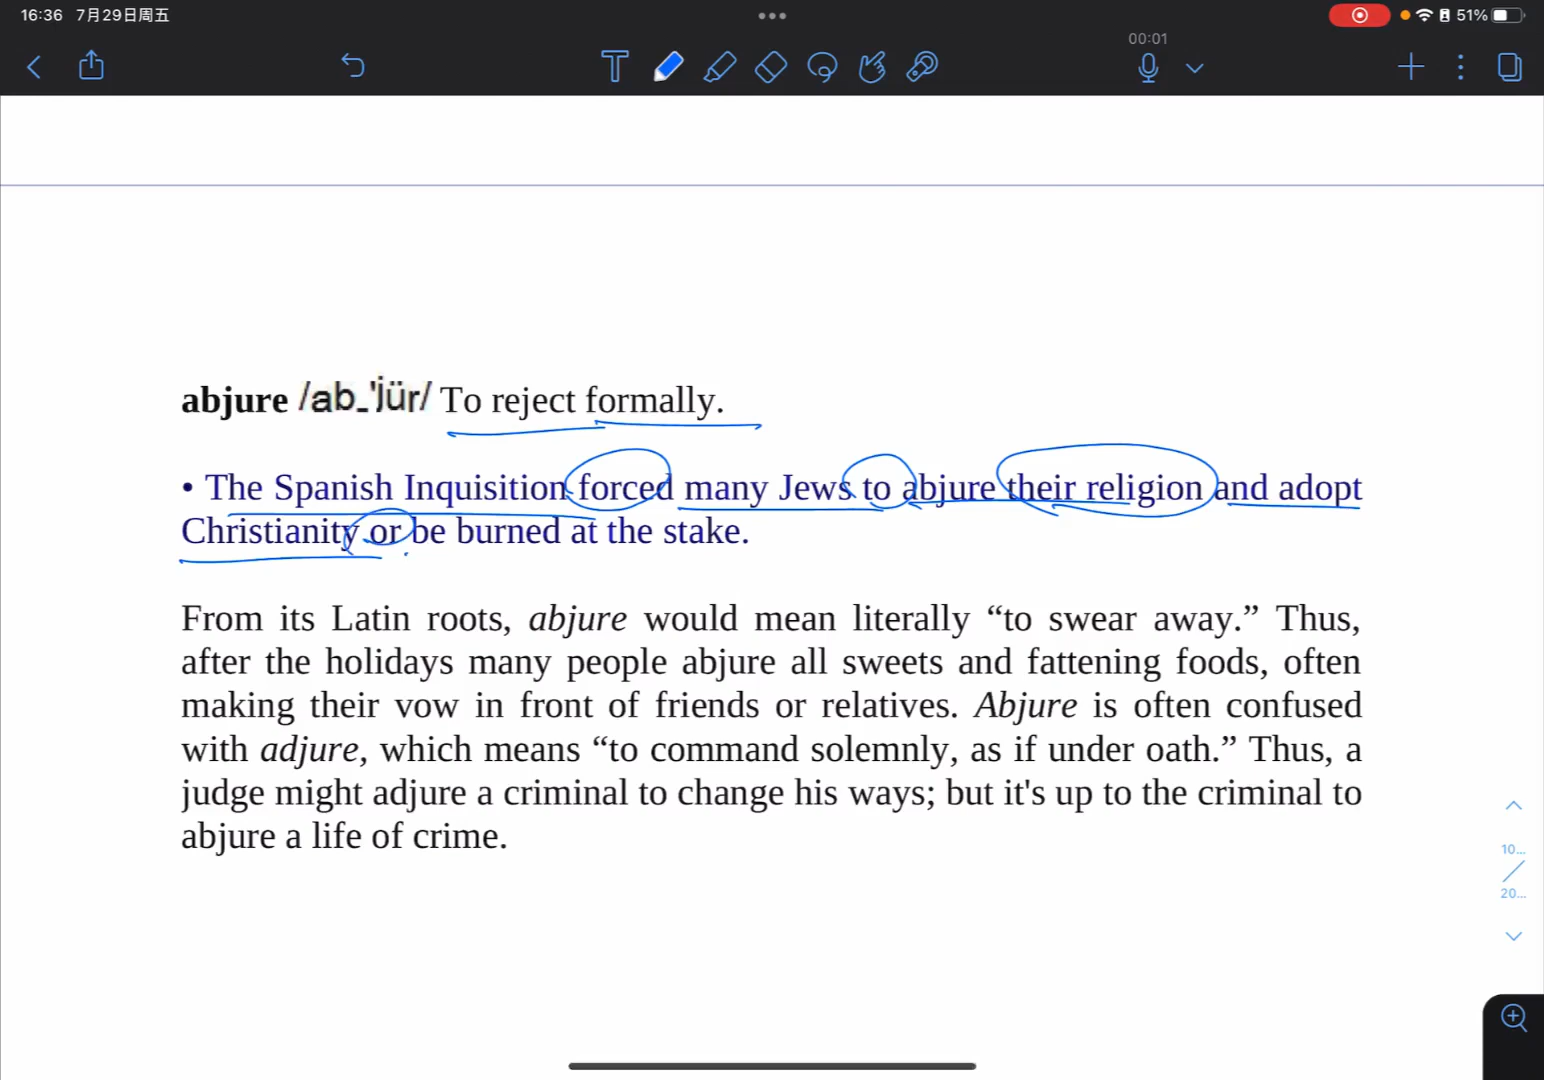 16:36 7月29日周五
51%
00:01
abjure /ab-ˈju̇r/ To reject formally.
• The Spanish Inquisition forced many Jews to abjure their religion and adopt
Christianity or be burned at the stake.
From its Latin roots, abjure would mean literally “to swear away.” Thus,
after the holidays many people abjure all sweets and fattening foods, often
making their vow in front of friends or relatives. Abjure is often confused
with adjure, which means “to command solemnly, as if under oath.” Thus, a
judge might adjure a criminal to change his ways; but it's up to the criminal to
abjure a life of crime.
10...
20...